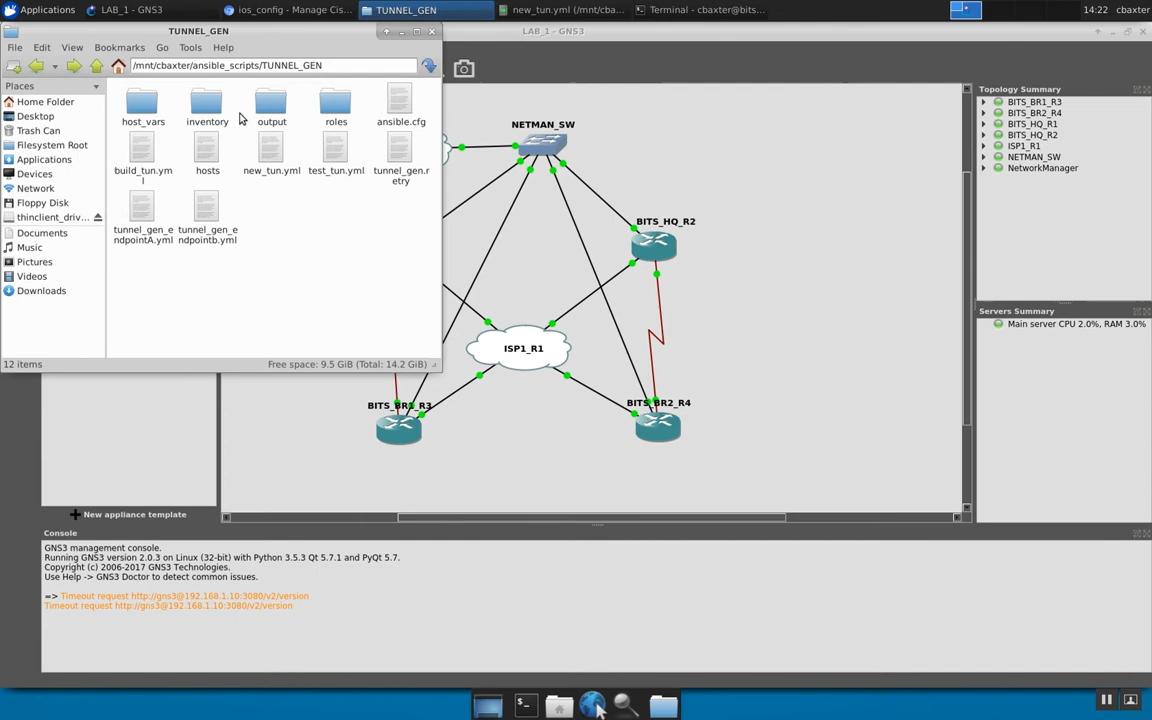 Applications
LAB_1 - GNS3
ios_config - Manage Cis...
TUNNEL_GEN
new_tun.yml (/mnt/cba...
Terminal - cbaxter@bits...
14:22
cbaxter
TUNNEL_GEN
LAB_1 - GNS3
File Edit View Bookmarks Go Tools Help
/mnt/cbaxter/ansible_scripts/TUNNEL_GEN
Places
Home Folder
Desktop
Trash Can
Filesystem Root
Applications
Devices
Network
Floppy Disk
thinclient_driv...
Documents
Music
Pictures
Videos
Downloads
host_vars
inventory
output
roles
ansible.cfg
build_tun.ym
l
hosts
new_tun.yml
test_tun.yml
tunnel_gen.r
etry
tunnel_gen_e
ndpointA.yml
tunnel_gen_e
ndpointb.yml
12 items
Free space: 9.5 GiB (Total: 14.2 GiB)
NETMAN_SW
BITS_HQ_R2
ISP1_R1
BITS_BR1_R3
BITS_BR2_R4
Topology Summary
BITS_BR1_R3
BITS_BR2_R4
BITS_HQ_R1
BITS_HQ_R2
ISP1_R1
NETMAN_SW
NetworkManager
Servers Summary
Main server CPU 2.0%, RAM 3.0%
New appliance template
Console
GNS3 management console.
Running GNS3 version 2.0.3 on Linux (32-bit) with Python 3.5.3 Qt 5.7.1 and PyQt 5.7.
Copyright (c) 2006-2017 GNS3 Technologies.
Use Help -> GNS3 Doctor to detect common issues.
=> Timeout request http://gns3@192.168.1.10:3080/v2/version
Timeout request http://gns3@192.168.1.10:3080/v2/version